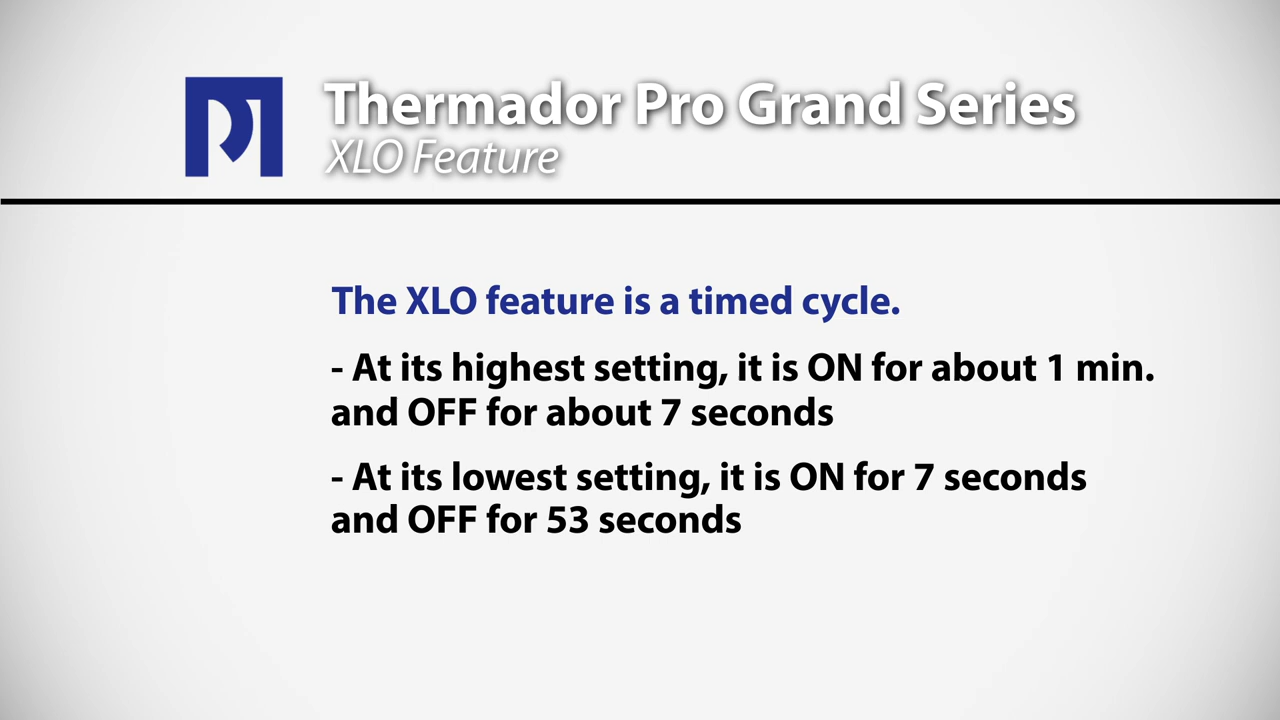 Thermador Pro Grand Series
XLO Feature
The XLO feature is a timed cycle.
- At its highest setting, it is ON for about 1 min.
and OFF for about 7 seconds
- At its lowest setting, it is ON for 7 seconds
and OFF for 53 seconds